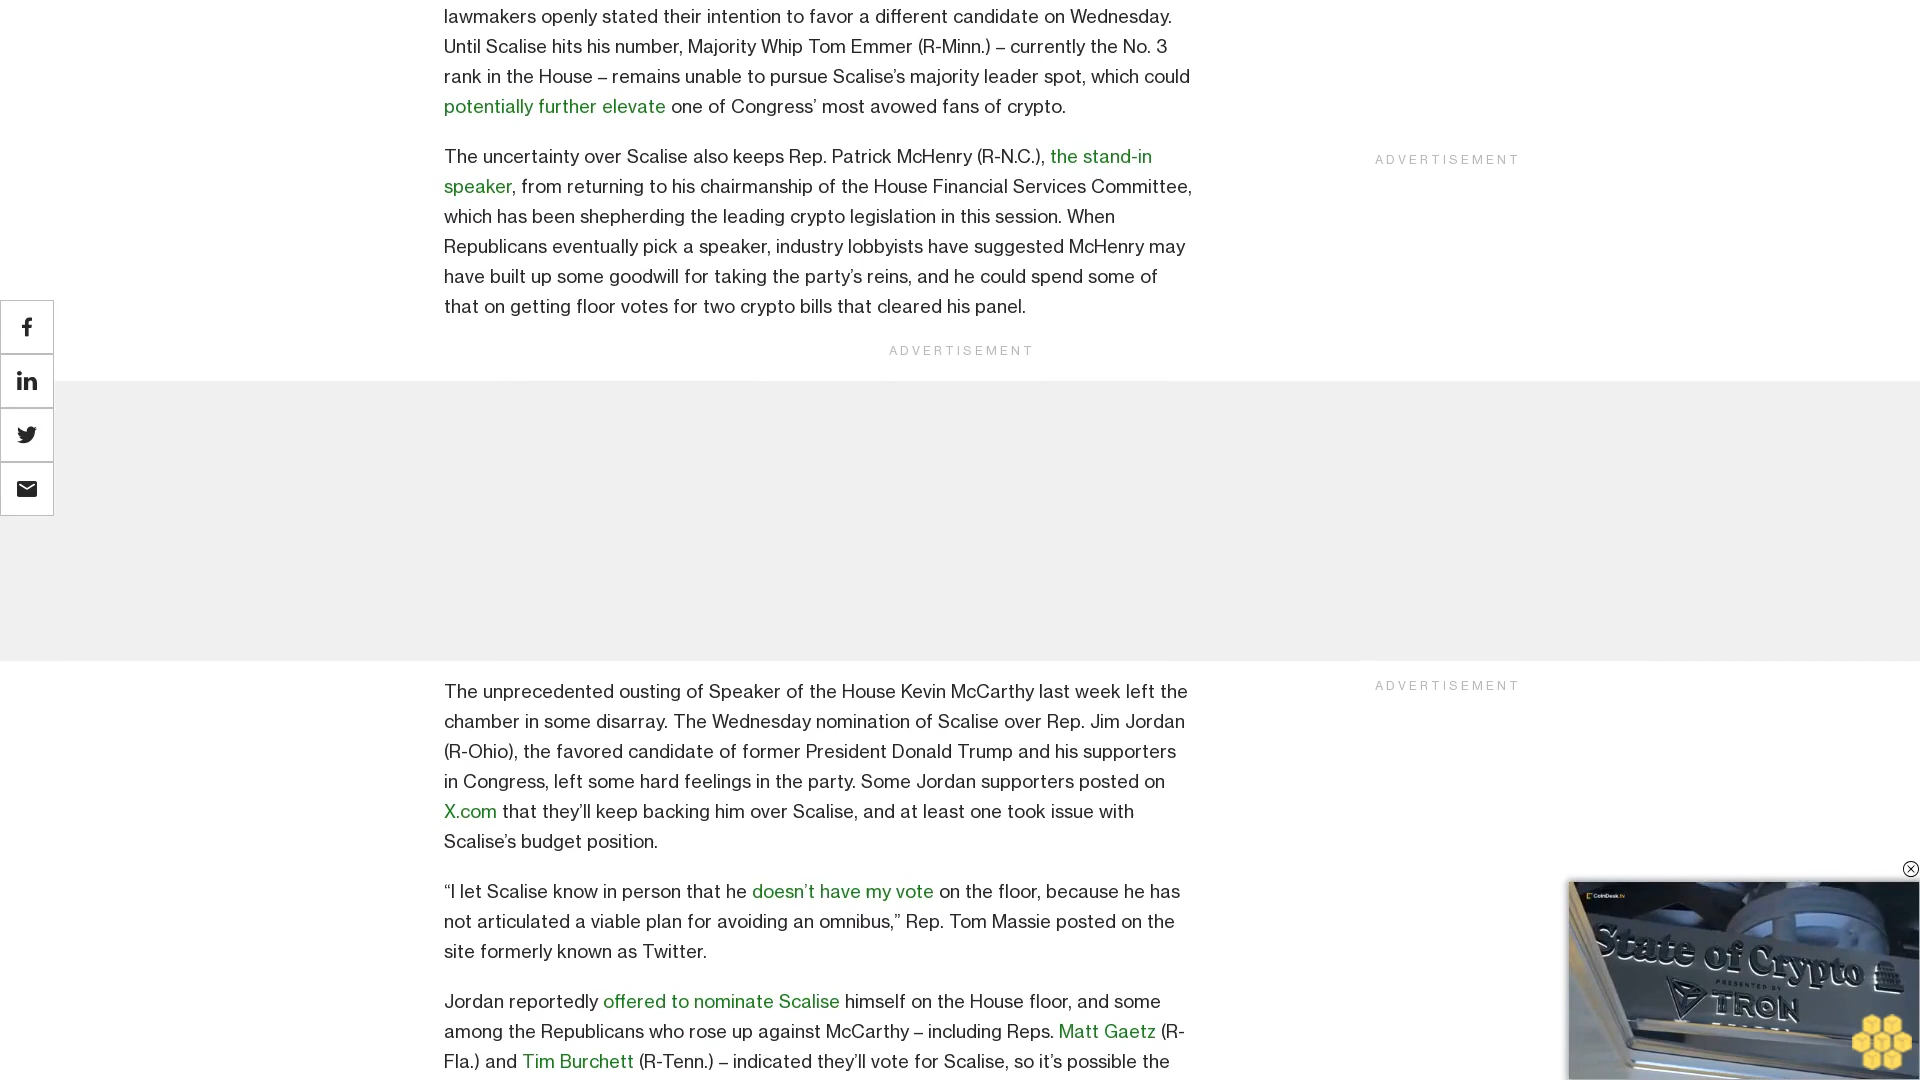 lawmakers openly stated their intention to favor a different candidate on Wednesday.
Until Scalise hits his number, Majority Whip Tom Emmer (R-Minn.) – currently the No. 3
rank in the House – remains unable to pursue Scalise’s majority leader spot, which could
potentially further elevate one of Congress’ most avowed fans of crypto.
The uncertainty over Scalise also keeps Rep. Patrick McHenry (R-N.C.), the stand-in
speaker, from returning to his chairmanship of the House Financial Services Committee,
which has been shepherding the leading crypto legislation in this session. When
Republicans eventually pick a speaker, industry lobbyists have suggested McHenry may
have built up some goodwill for taking the party’s reins, and he could spend some of
that on getting floor votes for two crypto bills that cleared his panel.
ADVERTISEMENT
ADVERTISEMENT
The unprecedented ousting of Speaker of the House Kevin McCarthy last week left the
chamber in some disarray. The Wednesday nomination of Scalise over Rep. Jim Jordan
(R-Ohio), the favored candidate of former President Donald Trump and his supporters
in Congress, left some hard feelings in the party. Some Jordan supporters posted on
X.com that they’ll keep backing him over Scalise, and at least one took issue with
Scalise’s budget position.
“I let Scalise know in person that he doesn’t have my vote on the floor, because he has
not articulated a viable plan for avoiding an omnibus,” Rep. Tom Massie posted on the
site formerly known as Twitter.
Jordan reportedly offered to nominate Scalise himself on the House floor, and some
among the Republicans who rose up against McCarthy – including Reps. Matt Gaetz (R-
Fla.) and Tim Burchett (R-Tenn.) – indicated they’ll vote for Scalise, so it’s possible the
ADVERTISEMENT
CoinDesk.tv
State of Crypto
PRESENTED BY
TRON